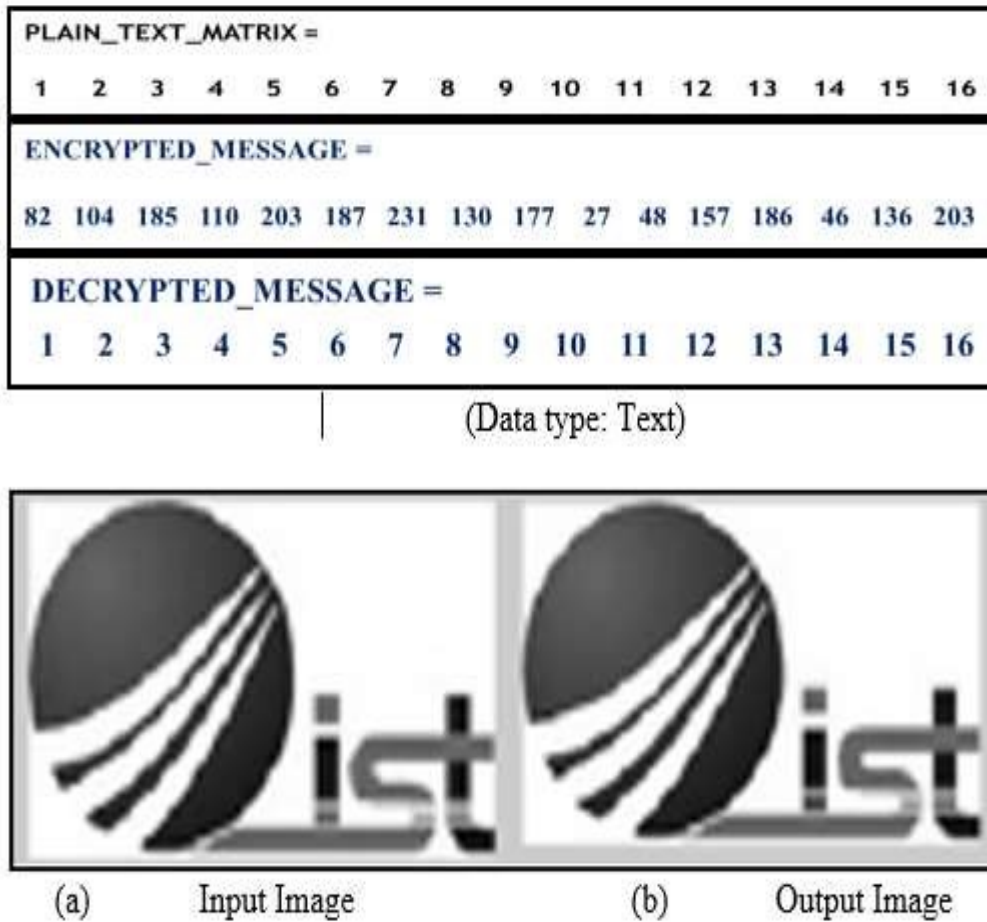 PLAIN_TEXT_MATRIX =
1 2 3 4 5 6 7 8 9 10 11 12 13 14 15 16
ENCRYPTED_MESSAGE =
82 104 185 110 203 187 231 130 177 27 48 157 186 46 136 203
DECRYPTED_MESSAGE =
1 2 3 4 5 6 7 8 9 10 11 12 13 14 15 16
(Data type: Text)
ist ist
(a) Input Image (b) Output Image